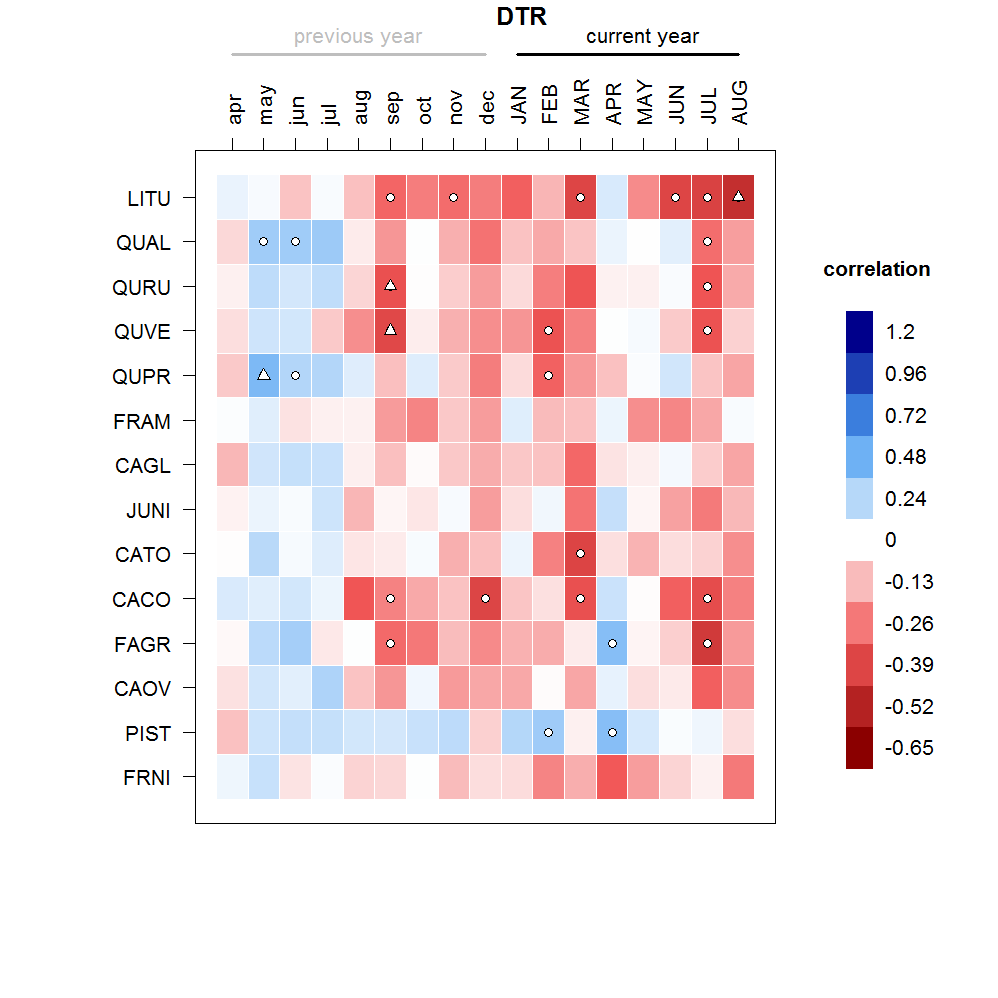 DTR
previous year current year
apr may jun jul aug sep oct nov dec JAN FEB MAR APR MAY JUN JUL AUG
LITU
QUAL
QURU
QUVE
QUPR
FRAM
CAGL
JUNI
CATO
CACO
FAGR
CAOV
PIST
FRNI
correlation
1.2
0.96
0.72
0.48
0.24
0
-0.13
-0.26
-0.39
-0.52
-0.65